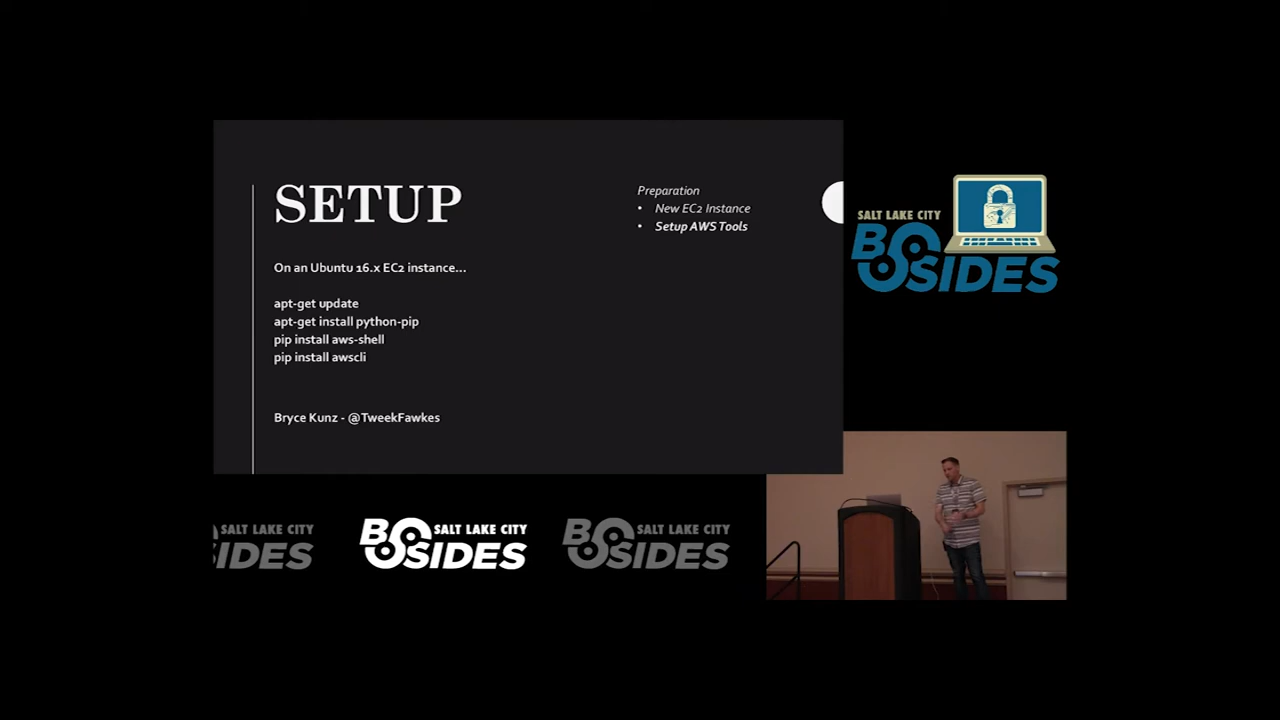 SETUP
On an Ubuntu 16.x EC2 instance...
apt-get update
apt-get install python-pip
pip install aws-shell
pip install awscli
Bryce Kunz - @TweekFawkes
Preparation
• New EC2 Instance
• Setup AWS Tools
SALT LAKE CITY
BSIDES
SALT LAKE CITY
SIDES
SALT LAKE CITY
BSIDES
SALT LAKE CITY
BSIDES